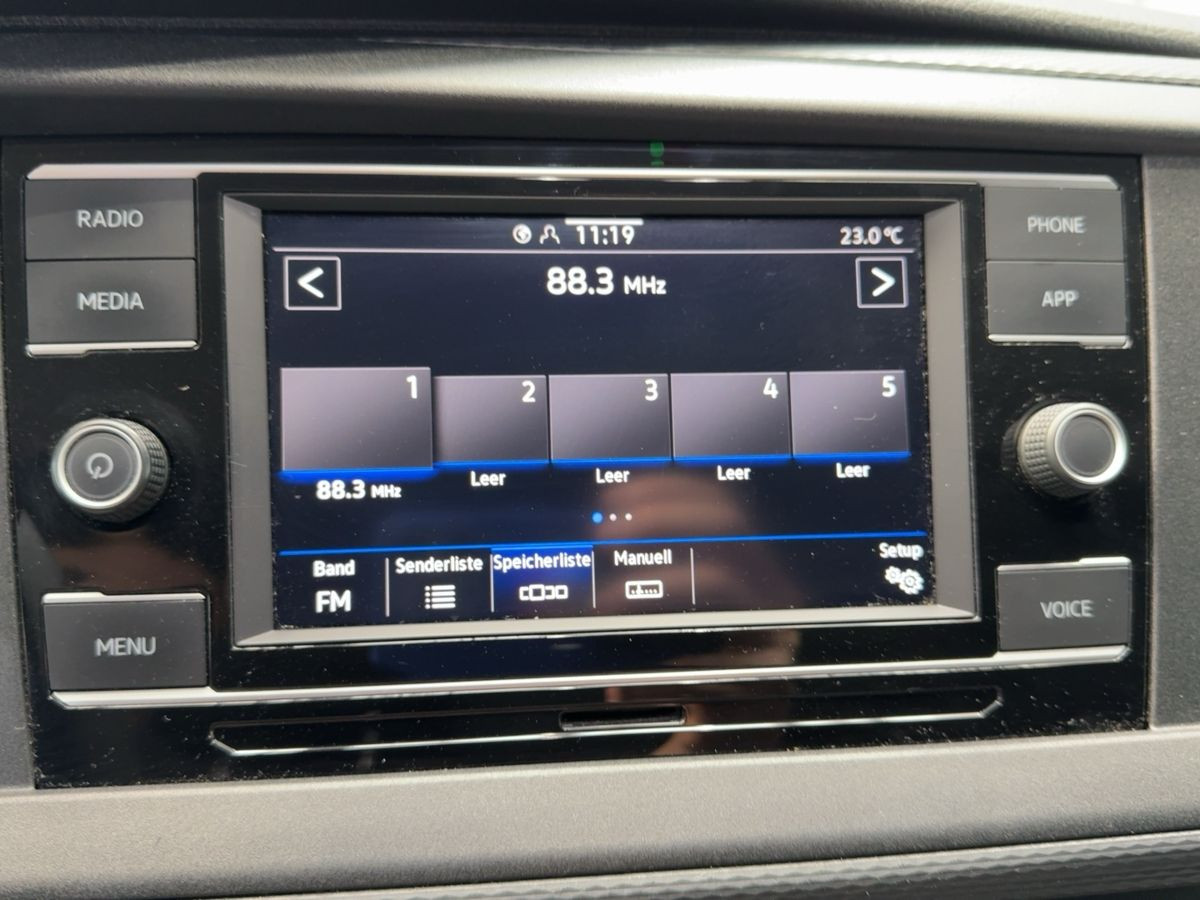 RADIO
MEDIA
MENU
11:19
23.0 °C
<
88.3 MHz
>
1
2
3
4
5
88.3 MHz
Leer
Leer
Leer
Leer
Band
FM
Senderliste
Speicherliste
Manuell
Setup
PHONE
APP
VOICE